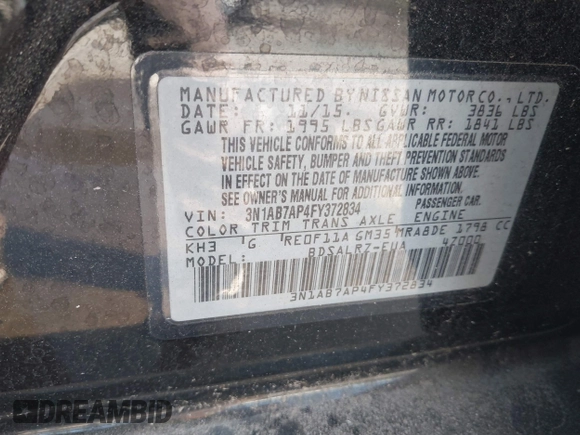 MANUFACTURED BY NISSAN MOTOR CO., LTD.
DATE: 11/15. GVWR: 3836 LBS
GAWR FR: 1995 LBS GAWR RR: 1841 LBS
THIS VEHICLE CONFORMS TO ALL APPLICABLE FEDERAL MOTOR
VEHICLE SAFETY, BUMPER AND THEFT PREVENTION STANDARDS
IN EFFECT ON THE DATE OF MANUFACTURE SHOWN ABOVE.
SEE OWNER'S MANUAL FOR ADDITIONAL INFORMATION.
VIN: 3N1AB7AP4FY372834 PASSENGER CAR.
COLOR TRIM TRANS AXLE ENGINE
KH3 G RE0F11A GM35 MRA8DE 1798 CC
MODEL: BDSALRZ-EUA 4Z000
3N1AB7AP4FY372834
DREAMBID